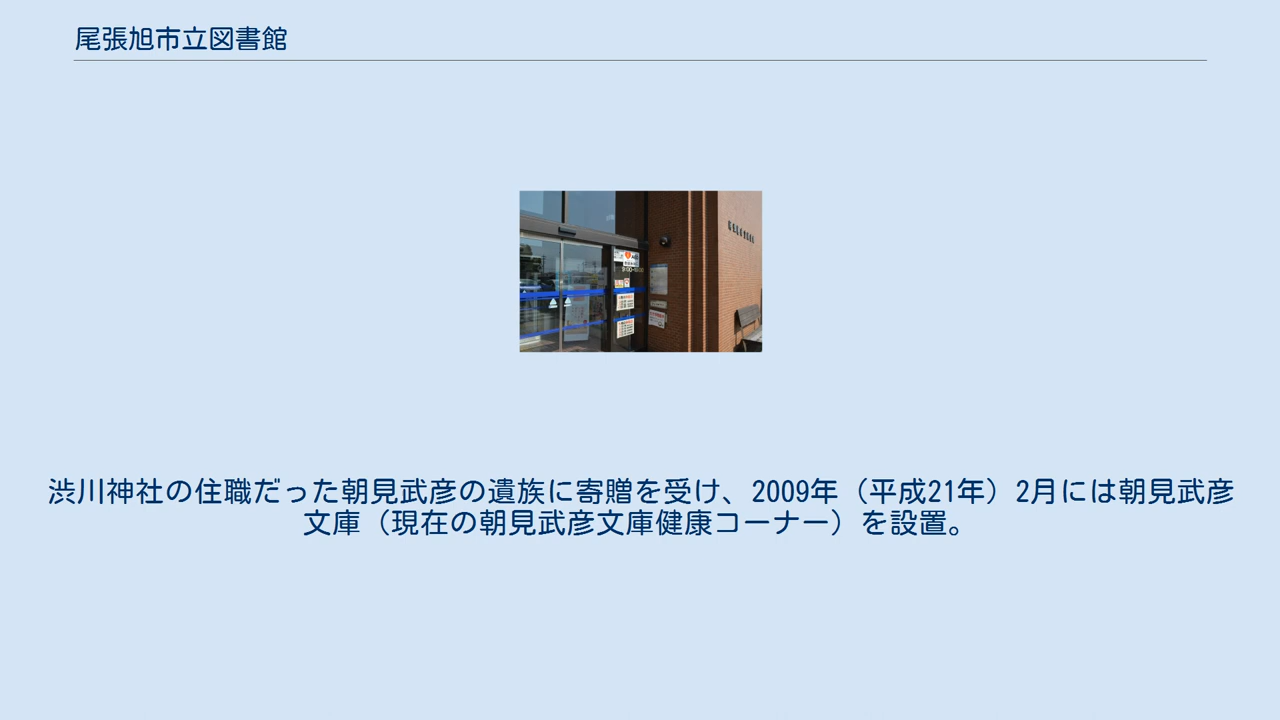 尾張旭市立図書館
渋川神社の住職だった朝見武彦の遺族に寄贈を受け、2009年（平成21年）2月には朝見武彦
文庫（現在の朝見武彦文庫健康コーナー）を設置。